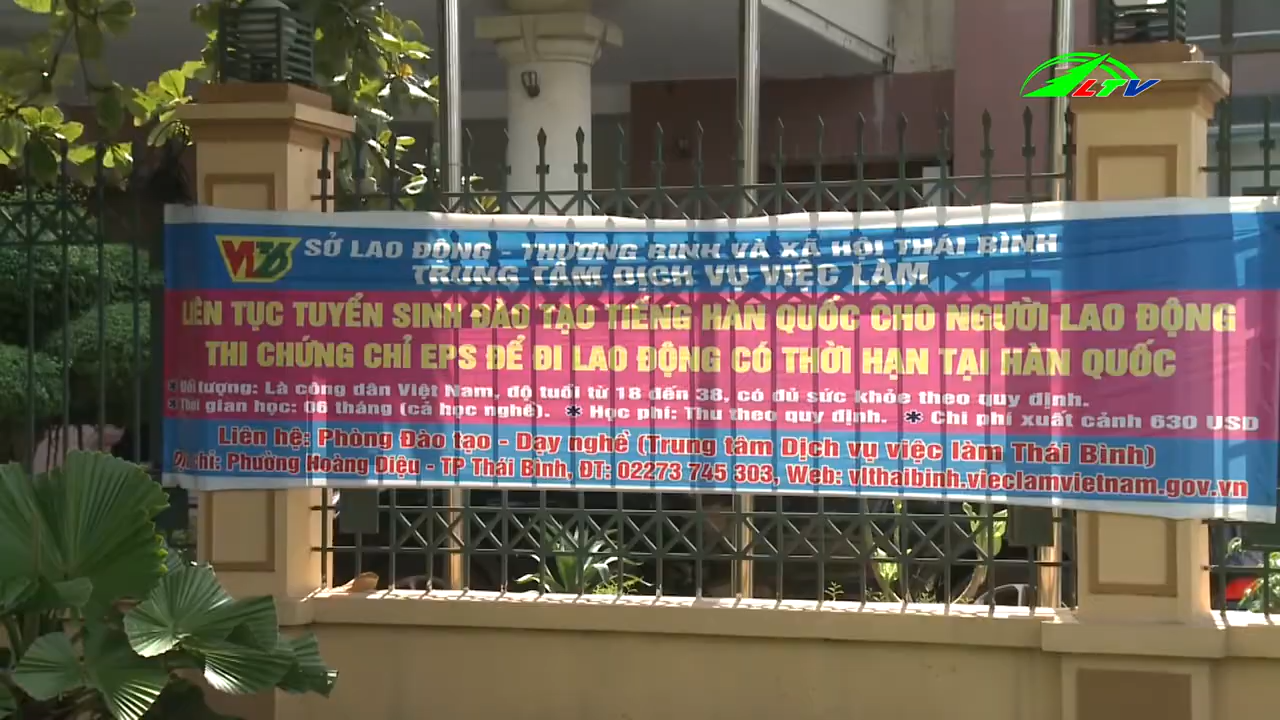 LTV
SỞ LAO ĐỘNG - THƯƠNG BINH VÀ XÃ HỘI THÁI BÌNH
TRUNG TÂM DỊCH VỤ VIỆC LÀM
LIÊN TỤC TUYỂN SINH ĐÀO TẠO TIẾNG HÀN QUỐC CHO NGƯỜI LAO ĐỘNG
THI CHỨNG CHỈ EPS ĐỂ ĐI LAO ĐỘNG CÓ THỜI HẠN TẠI HÀN QUỐC
* Đối tượng: Là công dân Việt Nam, độ tuổi từ 18 đến 38, có đủ sức khỏe theo quy định.
* Thời gian học: 06 tháng (cả học nghề). * Học phí: Thu theo quy định. * Chi phí xuất cảnh 630 USD
Liên hệ: Phòng Đào tạo - Dạy nghề (Trung tâm Dịch vụ việc làm Thái Bình)
Địa chỉ: Phường Hoàng Diệu - TP Thái Bình, ĐT: 02273 745 303, Web: vlthaibinh.vieclamvietnam.gov.vn